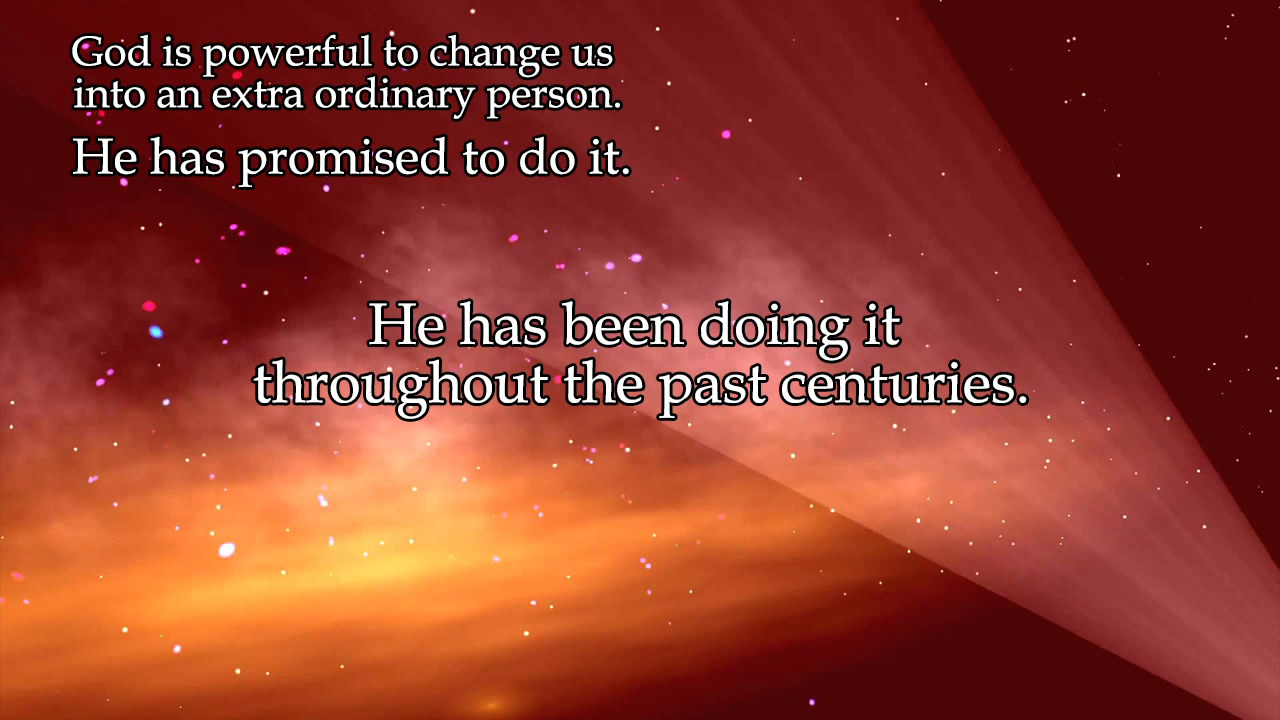 God is powerful to change us
into an extra ordinary person.
He has promised to do it.
He has been doing it
throughout the past centuries.